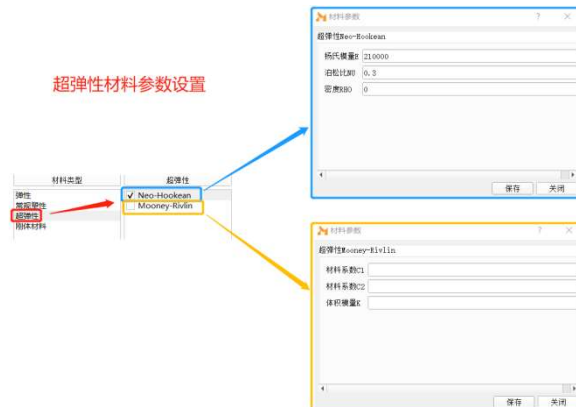 材料参数
?
×
超弹性Neo-Hookean
杨氏模量E 210000
泊松比NU 0.3
密度RHO 0
保存 关闭
超弹性材料参数设置
材料类型 超弹性
弹性
常规塑性
超弹性
刚体材料
✓ Neo-Hookean
Mooney-Rivlin
材料参数
?
×
超弹性Mooney-Rivlin
材料系数C1
材料系数C2
体积模量K
保存 关闭